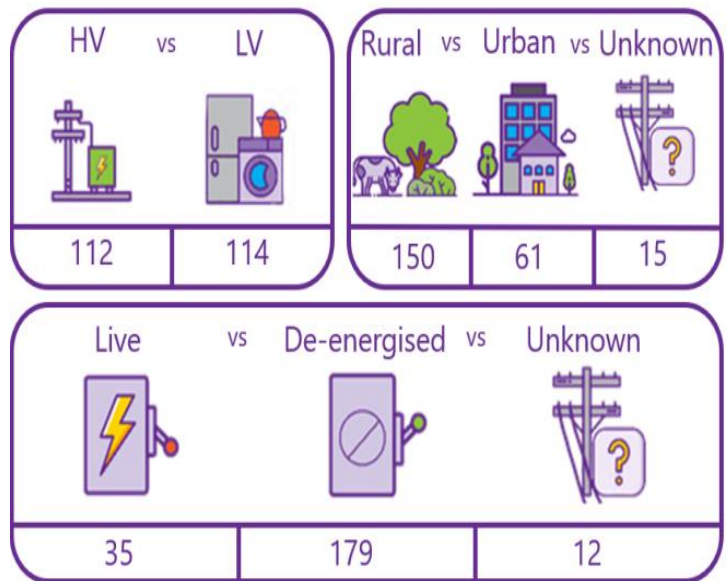 HV vs LV
112 114
Rural vs Urban vs Unknown
?
150 61 15
Live vs De-energised vs Unknown
?
35 179 12